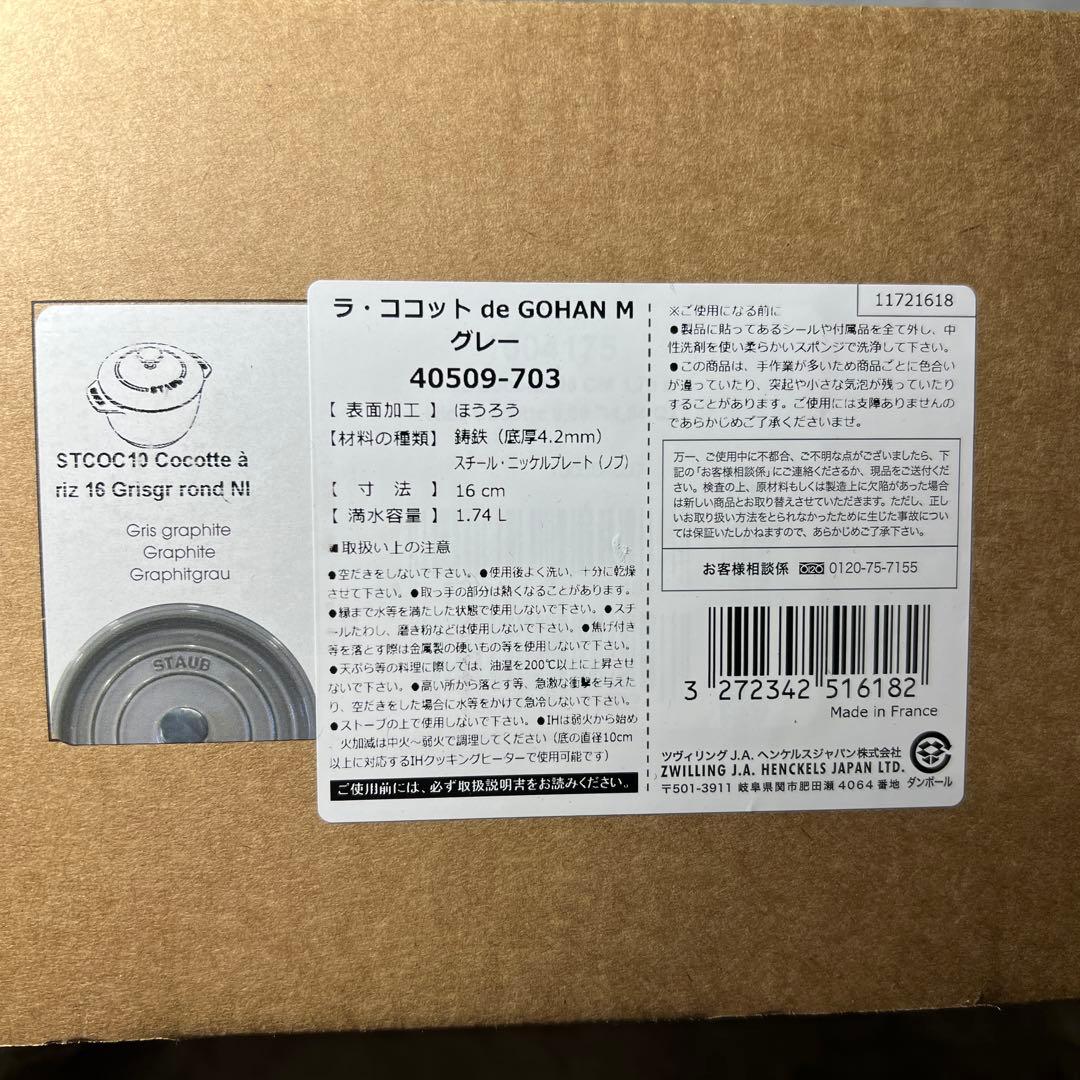 STAUB
STCOC10 Cocotte à
riz 16 Grisgr rond NI
Gris graphite
Graphite
Graphitgrau
STAUB
ラ・ココット de GOHAN M
グレー
40509-703
【 表面加工 】 ほうろう
【材料の種類】 鋳鉄（底厚4.2mm）
スチール・ニッケルプレート（ノブ）
【 寸 法 】 16 cm
【 満水容量 】 1.74 L
■取扱い上の注意
●空だきをしないで下さい。●使用後よく洗い、十分に乾燥
させて下さい。●取っ手の部分は熱くなることがあります。
●縁まで水等を満たした状態で使用しないで下さい。●スチ
ールたわし、磨き粉などは使用しないで下さい。●焦げ付き
等を落とす際は金属製の硬いもの等を使用しないで下さい。
●天ぷら等の料理に際しては、油温を200℃以上に上昇させ
ないで下さい。●高い所から落とす等、急激な衝撃を与えた
り、空だきをした場合に水等をかけて急冷しないで下さい。
●ストーブの上で使用しないで下さい。●IHは弱火から始め
火加減は中火～弱火で調理してください（底の直径10cm
以上に対応するIHクッキングヒーターで使用可能です）
ご使用前には、必ず取扱説明書をお読みください。
11721618
※ご使用になる前に
●製品に貼ってあるシールや付属品を全て外し、中
性洗剤を使い柔らかいスポンジで洗浄して下さい。
●この商品は、手作業が多いため商品ごとに色合い
が違っていたり、突起や小さな気泡が残っていたり
することがあります。ご使用には支障ありませんの
であらかじめご了承くださいませ。
万一、ご使用中に不都合、ご不明な点がございましたら、下
記の「お客様相談係」にご連絡くださるか、現品をご送付くだ
さい。検査の上、原材料もしくは製造上に欠陥があった場合
は新しい商品とお取り替えさせていただきます。ただし、正し
いお取り扱い方法をとられなかったために生じた事故につい
ては保証いたしかねますので、あらかじめご了承下さい。
お客様相談係 0120-75-7155
3 272342 516182
Made in France
ツヴィリング J.A. ヘンケルスジャパン株式会社
ZWILLING J.A. HENCKELS JAPAN LTD.
〒501-3911 岐阜県関市肥田瀬 4064 番地
ダンボール